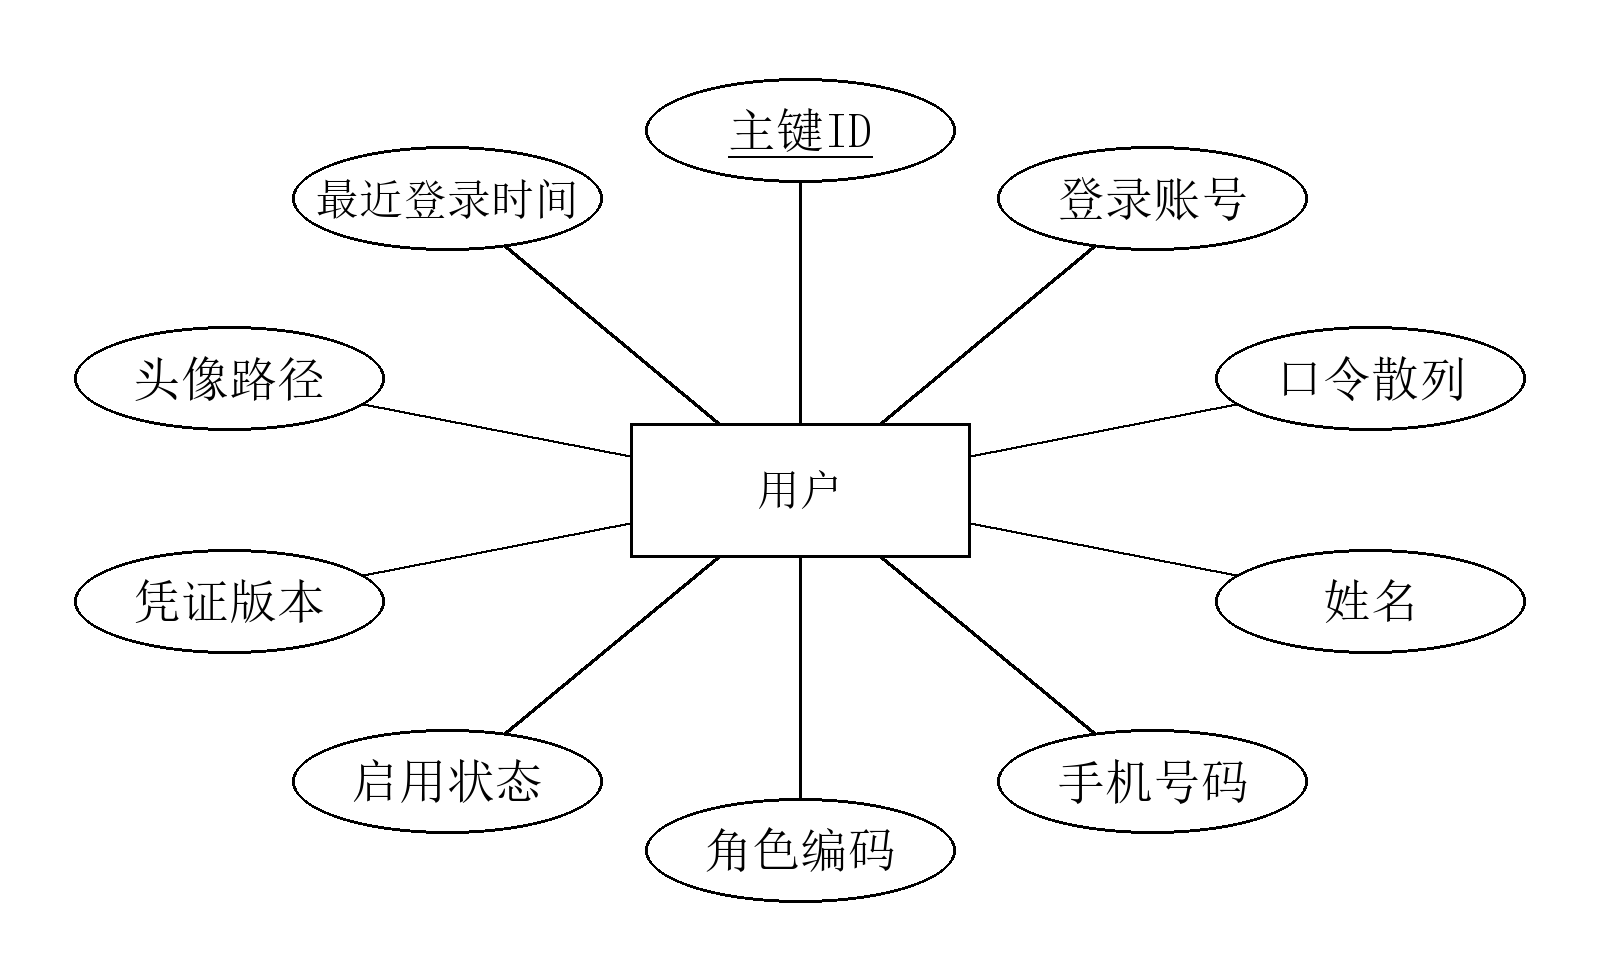 主键ID
最近登录时间
登录账号
头像路径
口令散列
用户
凭证版本
姓名
启用状态
手机号码
角色编码